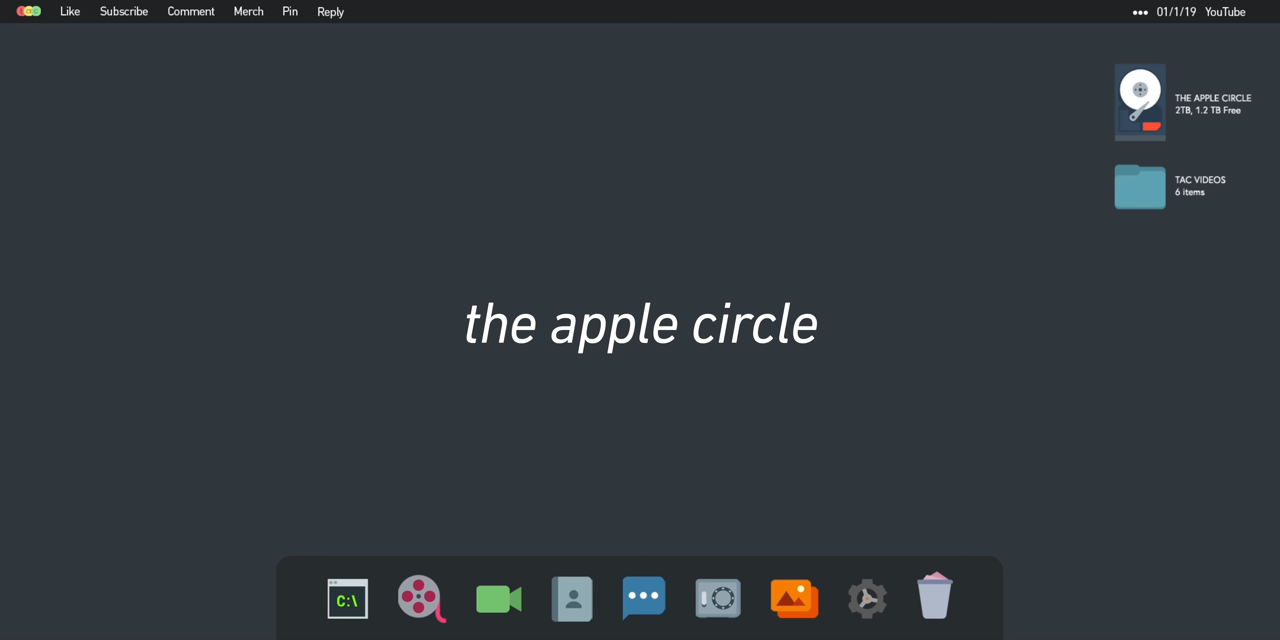 tac Like Subscribe Comment Merch Pin Reply ••• 01/1/19 YouTube
THE APPLE CIRCLE
2TB, 1.2 TB Free
TAC VIDEOS
6 items
the apple circle
C:\